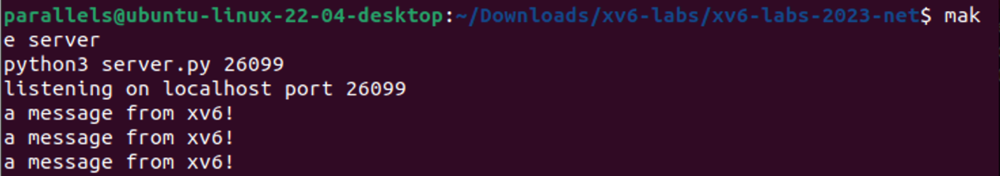 parallels@ubuntu-linux-22-04-desktop:~/Downloads/xv6-labs/xv6-labs-2023-net$ mak
e server
python3 server.py 26099
listening on localhost port 26099
a message from xv6!
a message from xv6!
a message from xv6!